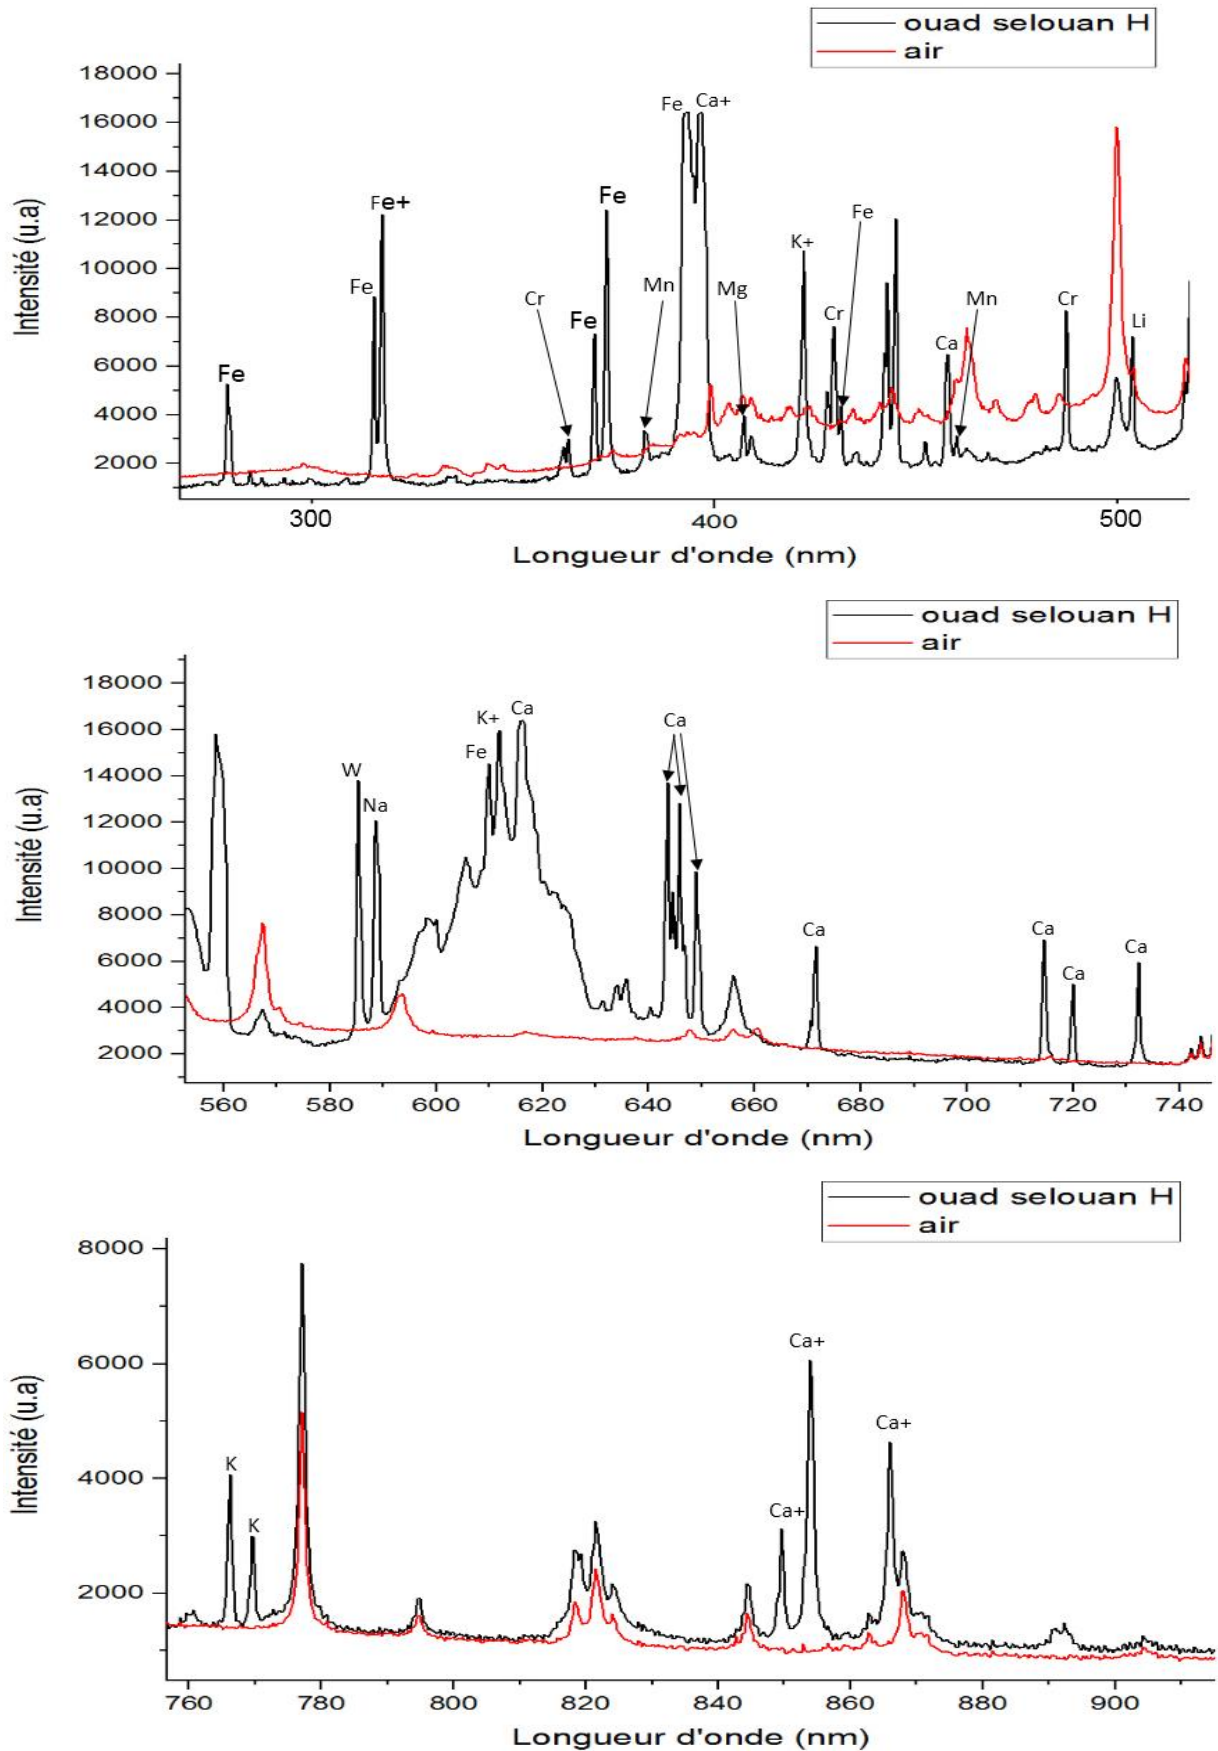 ouad selouan H
air
18000
16000
14000
12000
10000
8000
6000
4000
2000
Intensité (u.a)
Fe
Fe
Fe+
Cr
Fe
Fe
Mn
Fe
Ca+
Mg
K+
Cr
Fe
Ca
Mn
Cr
Li
300
400
500
Longueur d'onde (nm)
ouad selouan H
air
18000
16000
14000
12000
10000
8000
6000
4000
2000
Intensité (u.a)
W
Na
Fe
K+
Ca
Ca
Ca
Ca
Ca
Ca
560
580
600
620
640
660
680
700
720
740
Longueur d'onde (nm)
ouad selouan H
air
8000
6000
4000
2000
Intensité (u.a)
K
K
Ca+
Ca+
Ca+
760
780
800
820
840
860
880
900
Longueur d'onde (nm)